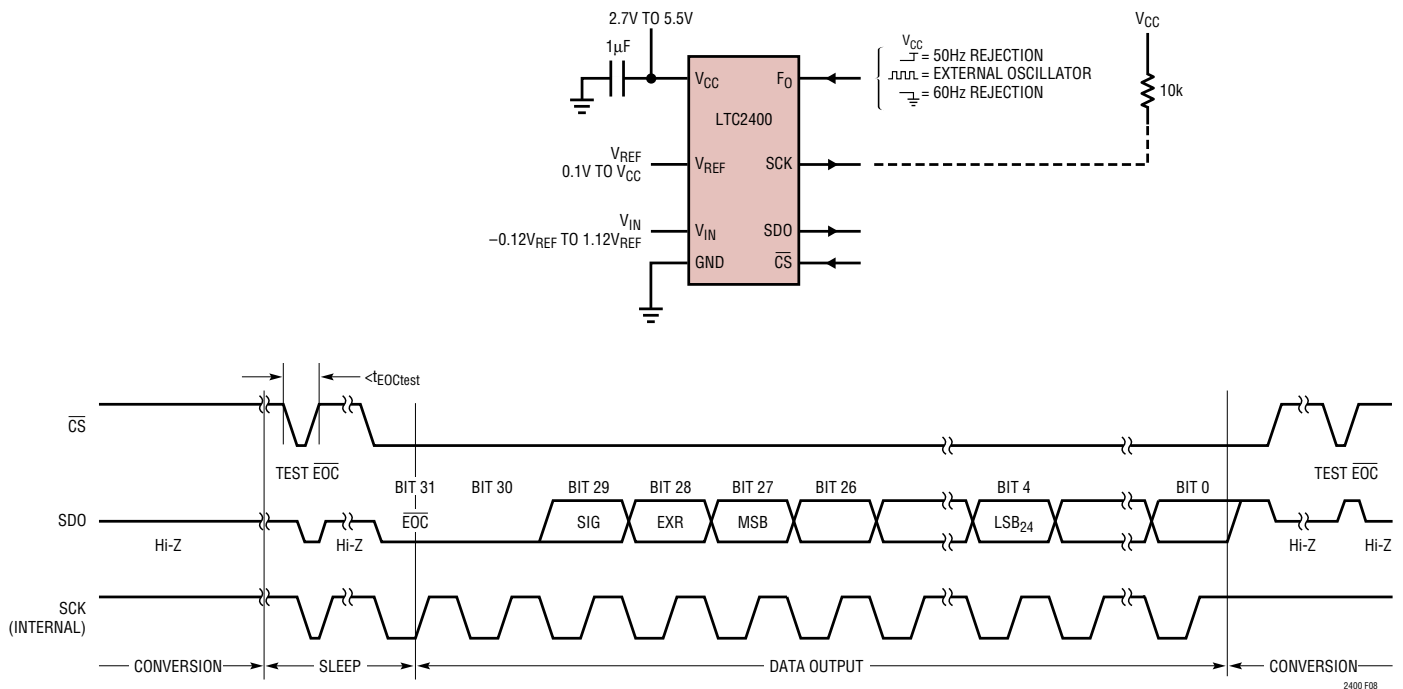 2.7V TO 5.5V
1µF
VCC
FO
LTC2400
VREF
0.1V TO VCC
VREF
SCK
VIN
–0.12VREF TO 1.12VREF
VIN
SDO
GND
CS
VCC
= 50Hz REJECTION
= EXTERNAL OSCILLATOR
= 60Hz REJECTION
VCC
10k
<tEOCtest
CS
TEST EOC
TEST EOC
BIT 31
BIT 30
BIT 29
BIT 28
BIT 27
BIT 26
BIT 4
BIT 0
SDO
EOC
SIG
EXR
MSB
LSB24
Hi-Z
Hi-Z
Hi-Z
Hi-Z
SCK
(INTERNAL)
CONVERSION
SLEEP
DATA OUTPUT
CONVERSION
2400 F08